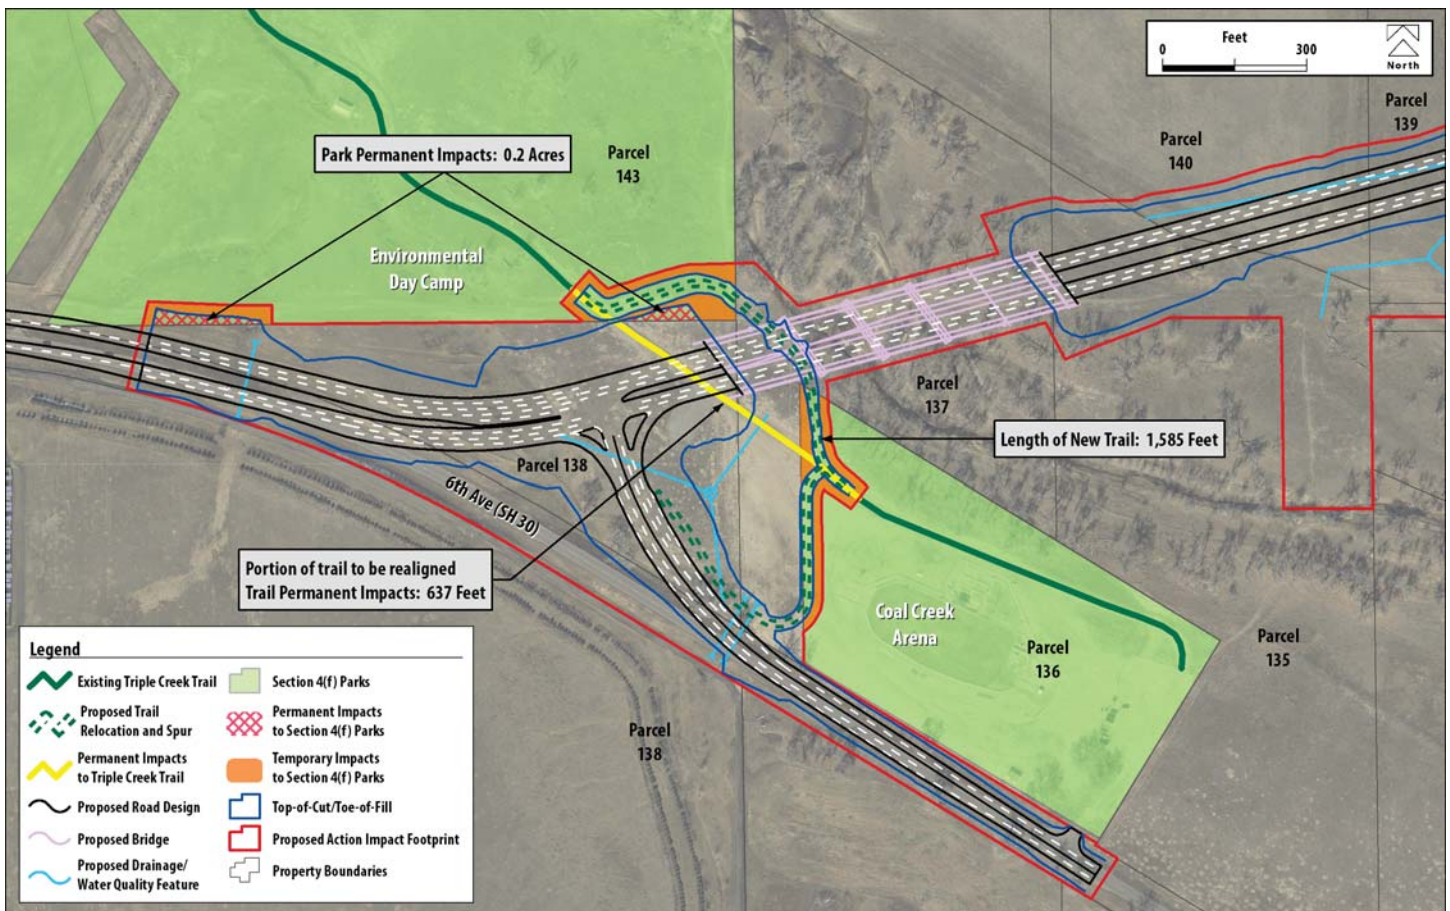 Feet
0 300
North
Parcel
139
Parcel
140
Park Permanent Impacts: 0.2 Acres
Parcel
143
Environmental
Day Camp
Parcel
137
Length of New Trail: 1,585 Feet
Parcel 138
6th Ave (SH 30)
Portion of trail to be realigned
Trail Permanent Impacts: 637 Feet
Coal Creek
Arena
Parcel
136
Parcel
135
Parcel
138
Legend
Existing Triple Creek Trail
Proposed Trail
Relocation and Spur
Permanent Impacts
to Triple Creek Trail
Proposed Road Design
Proposed Bridge
Proposed Drainage/
Water Quality Feature
Section 4(f) Parks
Permanent Impacts
to Section 4(f) Parks
Temporary Impacts
to Section 4(f) Parks
Top-of-Cut/Toe-of-Fill
Proposed Action Impact Footprint
Property Boundaries